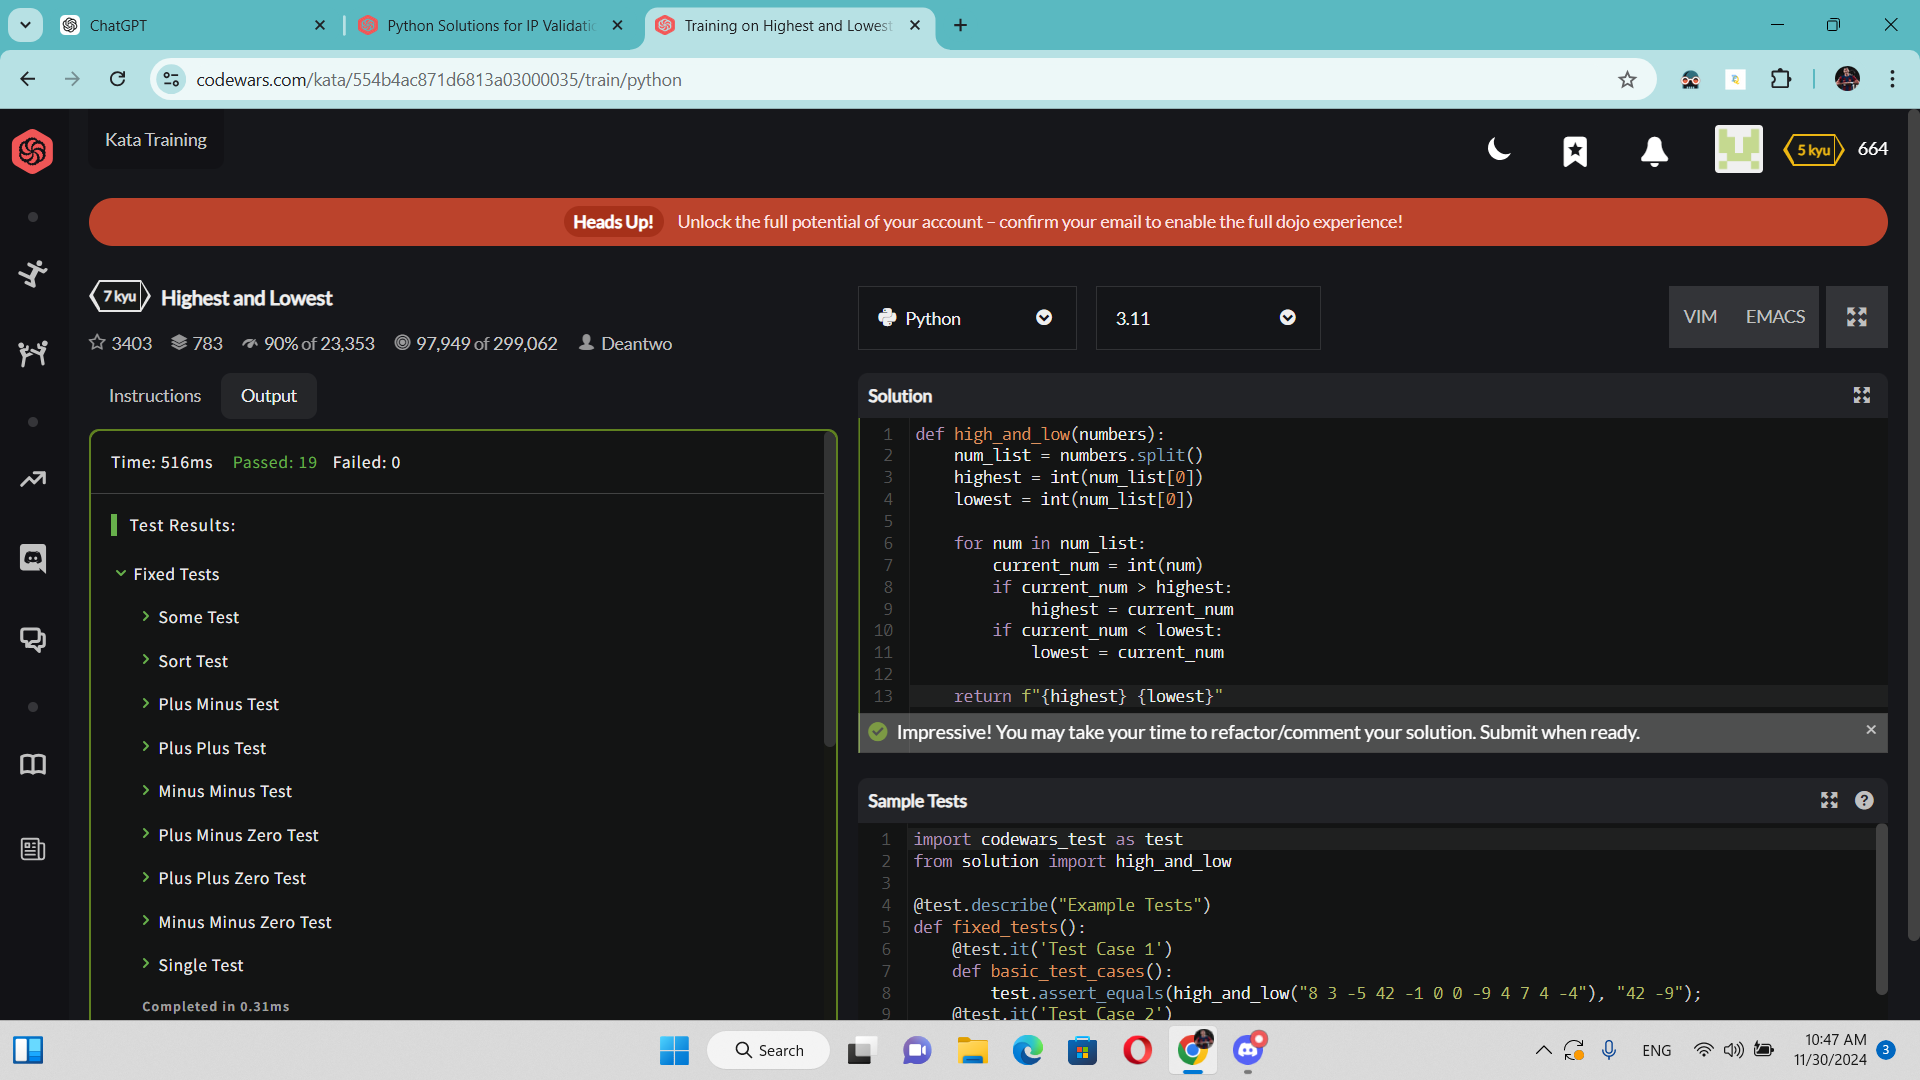 ChatGPT
Python Solutions for IP Validatio
Training on Highest and Lowest
codewars.com/kata/554b4ac871d6813a03000035/train/python
Kata Training
5 kyu
664
Heads Up! Unlock the full potential of your account – confirm your email to enable the full dojo experience!
7 kyu Highest and Lowest
3403 783 90% of 23,353 97,949 of 299,062 Deantwo
Python
3.11
VIM EMACS
Instructions Output
Time: 516ms Passed: 19 Failed: 0
Test Results:
Fixed Tests
Some Test
Sort Test
Plus Minus Test
Plus Plus Test
Minus Minus Test
Plus Minus Zero Test
Plus Plus Zero Test
Minus Minus Zero Test
Single Test
Completed in 0.31ms
Solution
1 def high_and_low(numbers):
2 num_list = numbers.split()
3 highest = int(num_list[0])
4 lowest = int(num_list[0])
5
6 for num in num_list:
7 current_num = int(num)
8 if current_num > highest:
9 highest = current_num
10 if current_num < lowest:
11 lowest = current_num
12
13 return f"{highest} {lowest}"
Impressive! You may take your time to refactor/comment your solution. Submit when ready.
Sample Tests
1 import codewars_test as test
2 from solution import high_and_low
3
4 @test.describe("Example Tests")
5 def fixed_tests():
6 @test.it('Test Case 1')
7 def basic_test_cases():
8 test.assert_equals(high_and_low("8 3 -5 42 -1 0 0 -9 4 7 4 -4"), "42 -9");
9 @test.it('Test Case 2')
Search
ENG
10:47 AM
11/30/2024
3